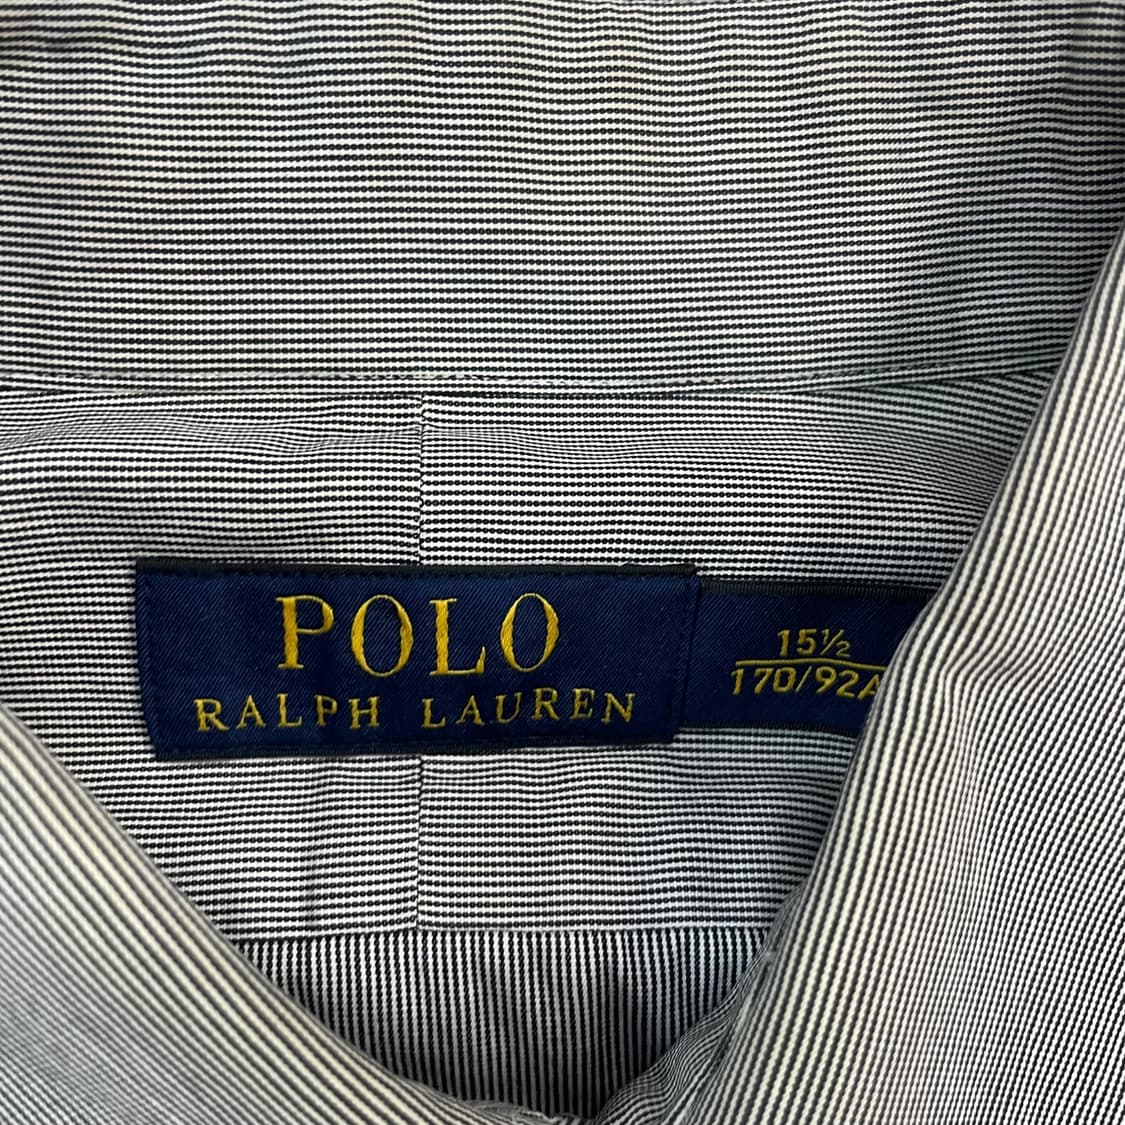 POLO
RALPH LAUREN
15½
170/92A